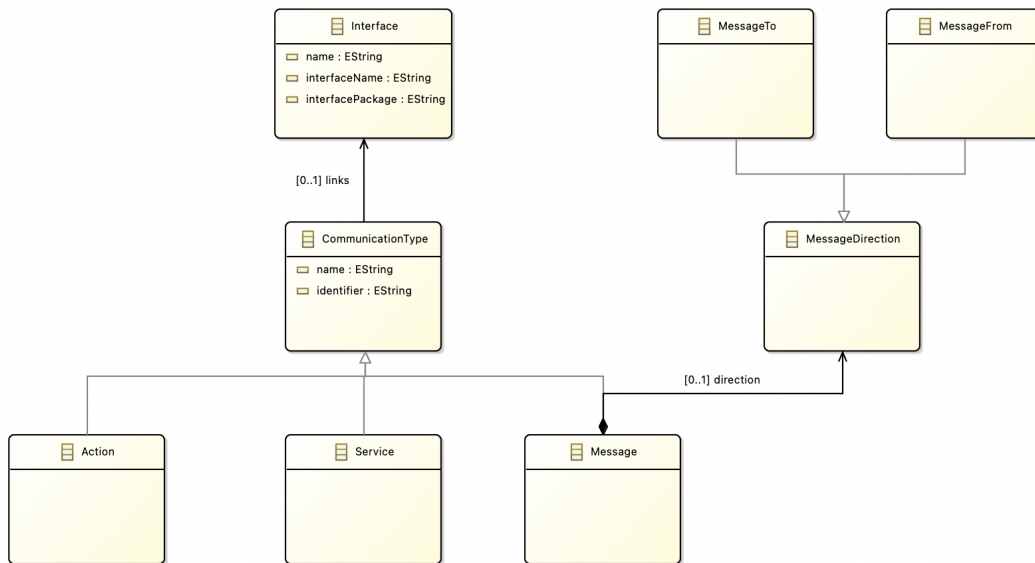 Interface
name : EString
interfaceName : EString
interfacePackage : EString
MessageTo
MessageFrom
[0..1] links
CommunicationType
name : EString
identifier : EString
MessageDirection
[0..1] direction
Action
Service
Message